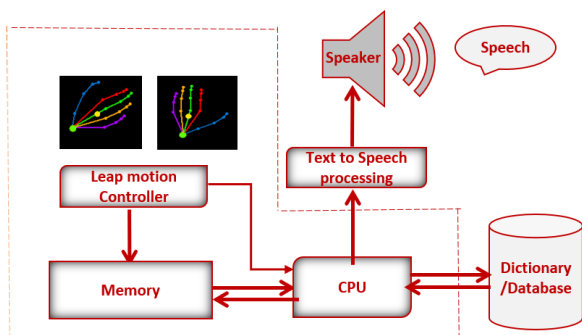 Speaker
Speech
Text to Speech
processing
Leap motion
Controller
Memory
CPU
Dictionary
/Database